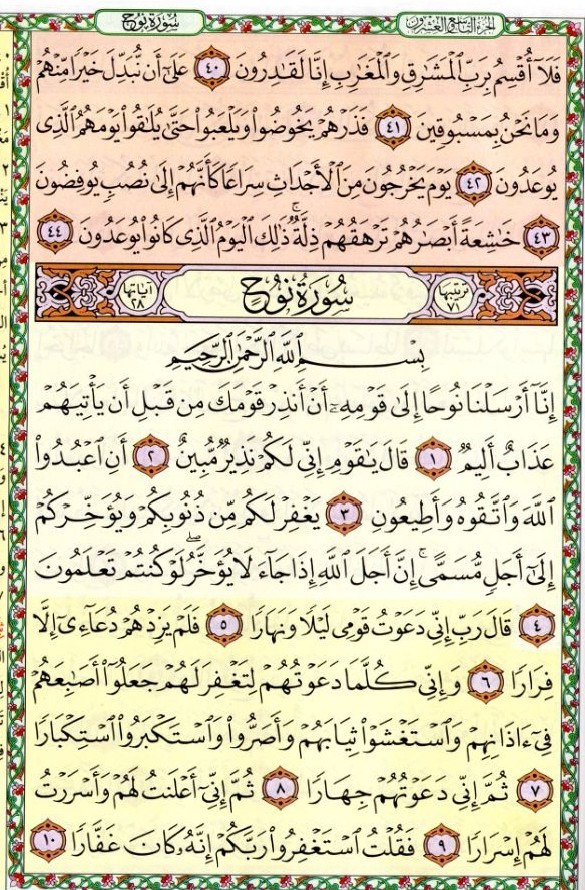 الجزء التاسع والعشرون
سورة نوح
فَلَآ أُقْسِمُ بِرَبِّ ٱلْمَشَٰرِقِ وَٱلْمَغَٰرِبِ إِنَّا لَقَٰدِرُونَ ٤٠ عَلَىٰٓ أَن نُّبَدِّلَ خَيْرًا مِّنْهُمْ
وَمَا نَحْنُ بِمَسْبُوقِينَ ٤١ فَذَرْهُمْ يَخُوضُوا۟ وَيَلْعَبُوا۟ حَتَّىٰ يُلَٰقُوا۟ يَوْمَهُمُ ٱلَّذِى
يُوعَدُونَ ٤٢ يَوْمَ يَخْرُجُونَ مِنَ ٱلْأَجْدَاثِ سِرَاعًا كَأَنَّهُمْ إِلَىٰ نُصُبٍ يُوفِضُونَ
٤٣ خَٰشِعَةً أَبْصَٰرُهُمْ تَرْهَقُهُمْ ذِلَّةٌ ۚ ذَٰلِكَ ٱلْيَوْمُ ٱلَّذِى كَانُوا۟ يُوعَدُونَ ٤٤
ترتيبها ٧١ سُورَةُ نُوحٍ آياتها ٢٨
بِسْمِ ٱللَّهِ ٱلرَّحْمَٰنِ ٱلرَّحِيمِ
إِنَّآ أَرْسَلْنَا نُوحًا إِلَىٰ قَوْمِهِۦٓ أَنْ أَنذِرْ قَوْمَكَ مِن قَبْلِ أَن يَأْتِيَهُمْ
عَذَابٌ أَلِيمٌ ١ قَالَ يَٰقَوْمِ إِنِّى لَكُمْ نَذِيرٌ مُّبِينٌ ٢ أَنِ ٱعْبُدُوا۟
ٱللَّهَ وَٱتَّقُوهُ وَأَطِيعُونِ ٣ يَغْفِرْ لَكُم مِّن ذُنُوبِكُمْ وَيُؤَخِّرْكُمْ
إِلَىٰٓ أَجَلٍ مُّسَمًّى ۚ إِنَّ أَجَلَ ٱللَّهِ إِذَا جَآءَ لَا يُؤَخَّرُ ۖ لَوْ كُنتُمْ تَعْلَمُونَ
٤ قَالَ رَبِّ إِنِّى دَعَوْتُ قَوْمِى لَيْلًا وَنَهَارًا ٥ فَلَمْ يَزِدْهُمْ دُعَآءِىٓ إِلَّا
فِرَارًا ٦ وَإِنِّى كُلَّمَا دَعَوْتُهُمْ لِتَغْفِرَ لَهُمْ جَعَلُوٓا۟ أَصَٰبِعَهُمْ
فِىٓ ءَاذَانِهِمْ وَٱسْتَغْشَوْا۟ ثِيَابَهُمْ وَأَصَرُّوا۟ وَٱسْتَكْبَرُوا۟ ٱسْتِكْبَارًا
٧ ثُمَّ إِنِّى دَعَوْتُهُمْ جِهَارًا ٨ ثُمَّ إِنِّىٓ أَعْلَنتُ لَهُمْ وَأَسْرَرْتُ
لَهُمْ إِسْرَارًا ٩ فَقُلْتُ ٱسْتَغْفِرُوا۟ رَبَّكُمْ إِنَّهُۥ كَانَ غَفَّارًا ١٠